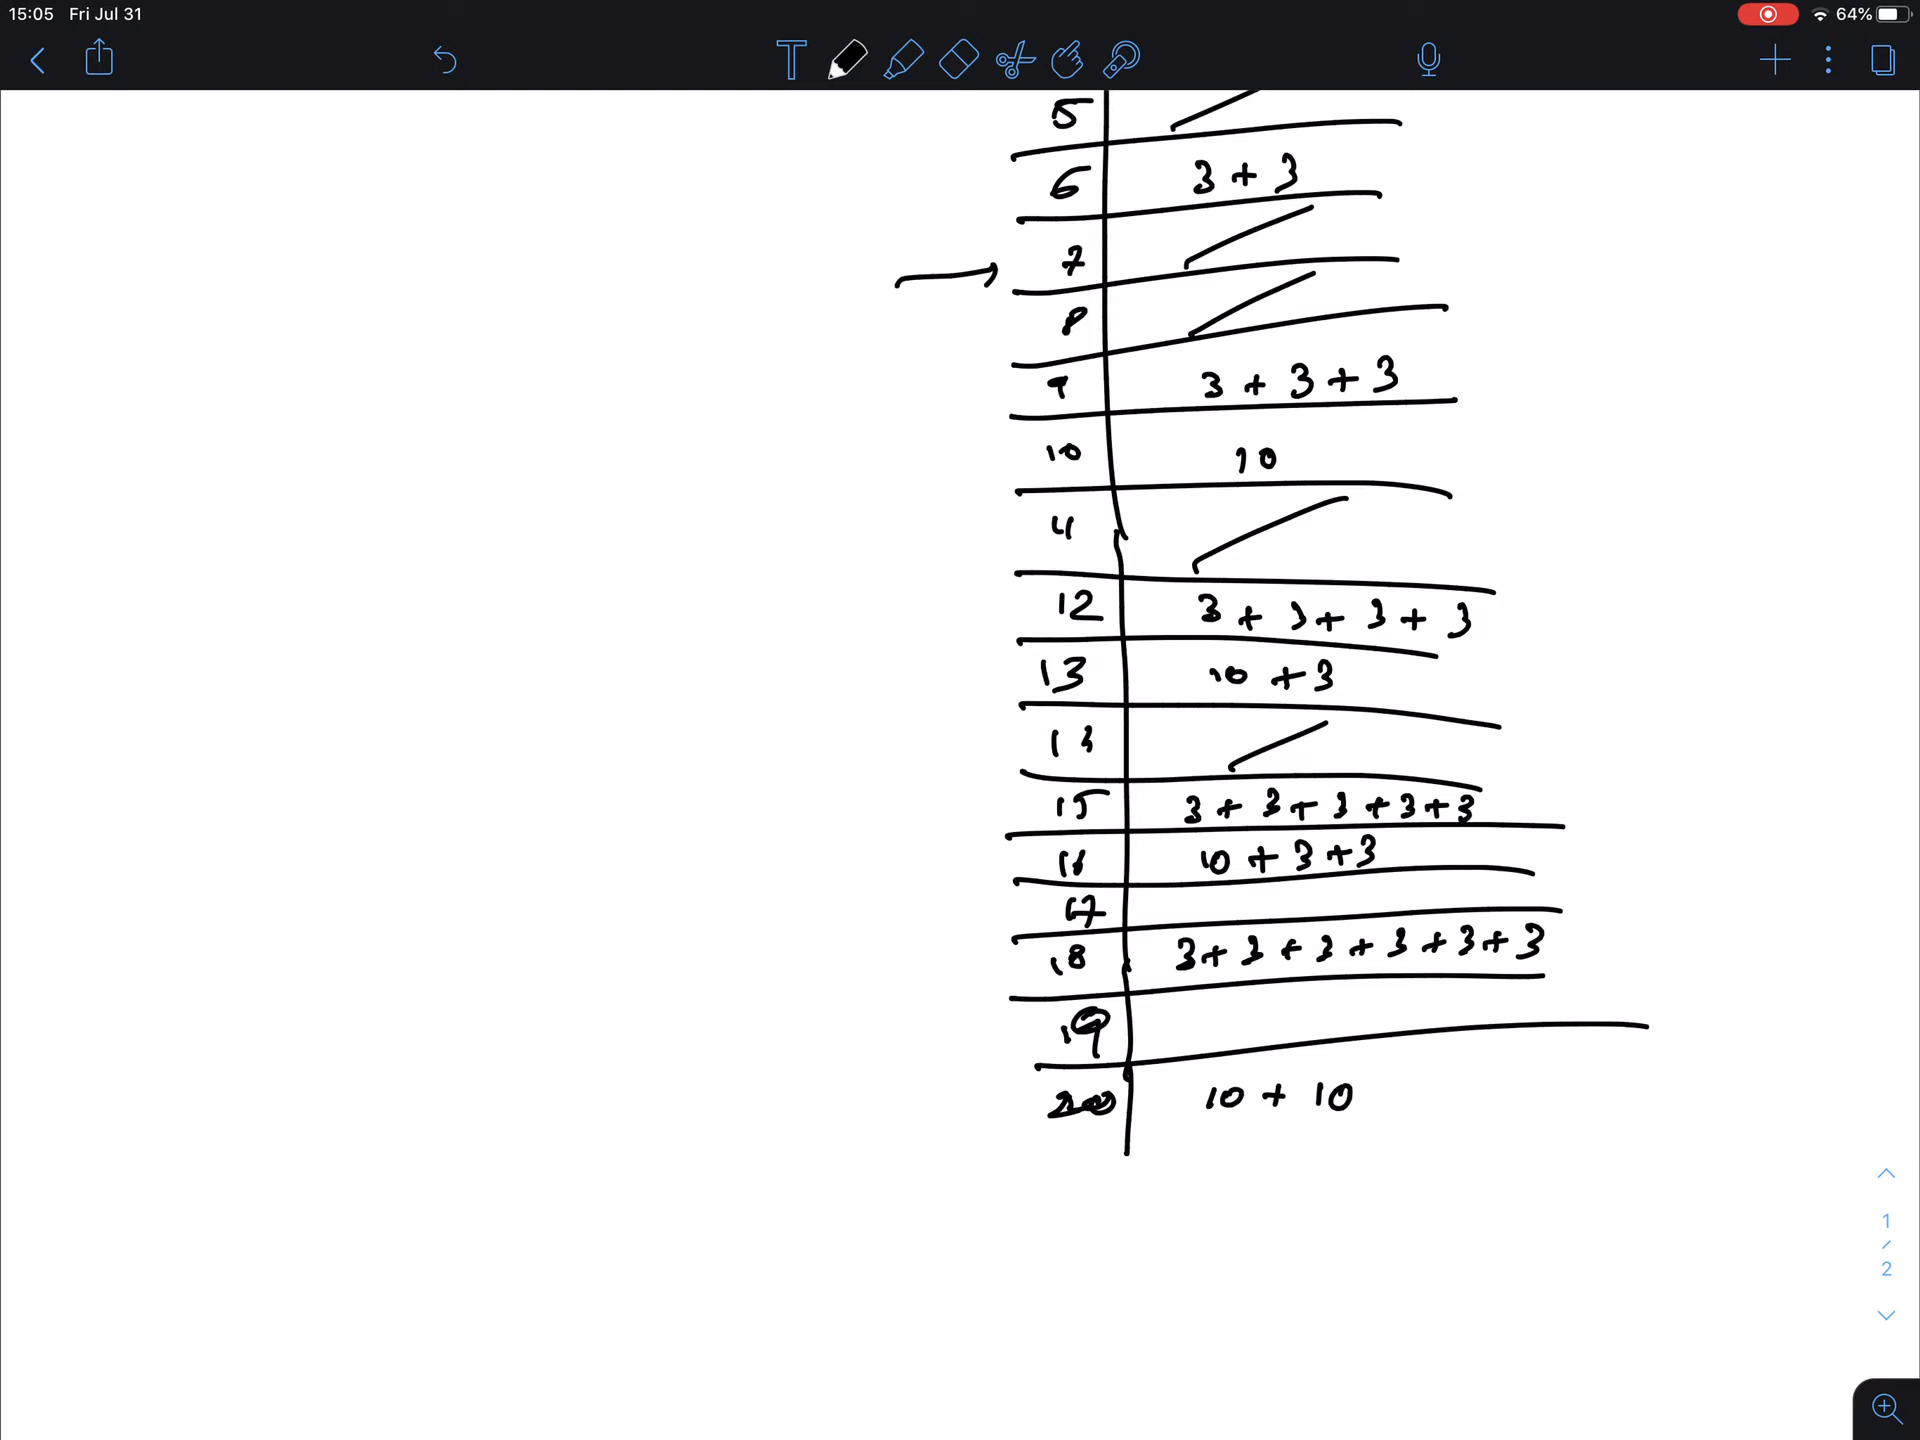 15:05 Fri Jul 31 64%
5
6 3 + 3
7
8
9 3 + 3 + 3
10 10
11
12 3 + 3 + 3 + 3
13 10 + 3
13
15 3 + 3 + 3 + 3 + 3
16 10 + 3 + 3
17
18 3 + 3 + 3 + 3 + 3 + 3
19
20 10 + 10
1
/
2